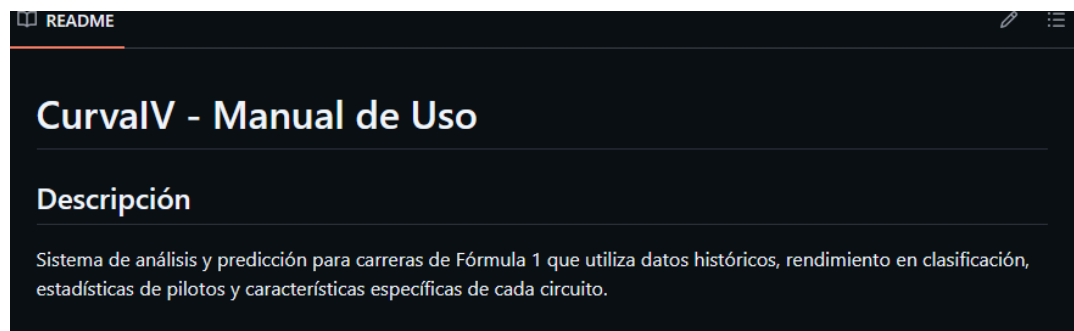 README
CurvaIV - Manual de Uso
Descripción
Sistema de análisis y predicción para carreras de Fórmula 1 que utiliza datos históricos, rendimiento en clasificación,
estadísticas de pilotos y características específicas de cada circuito.